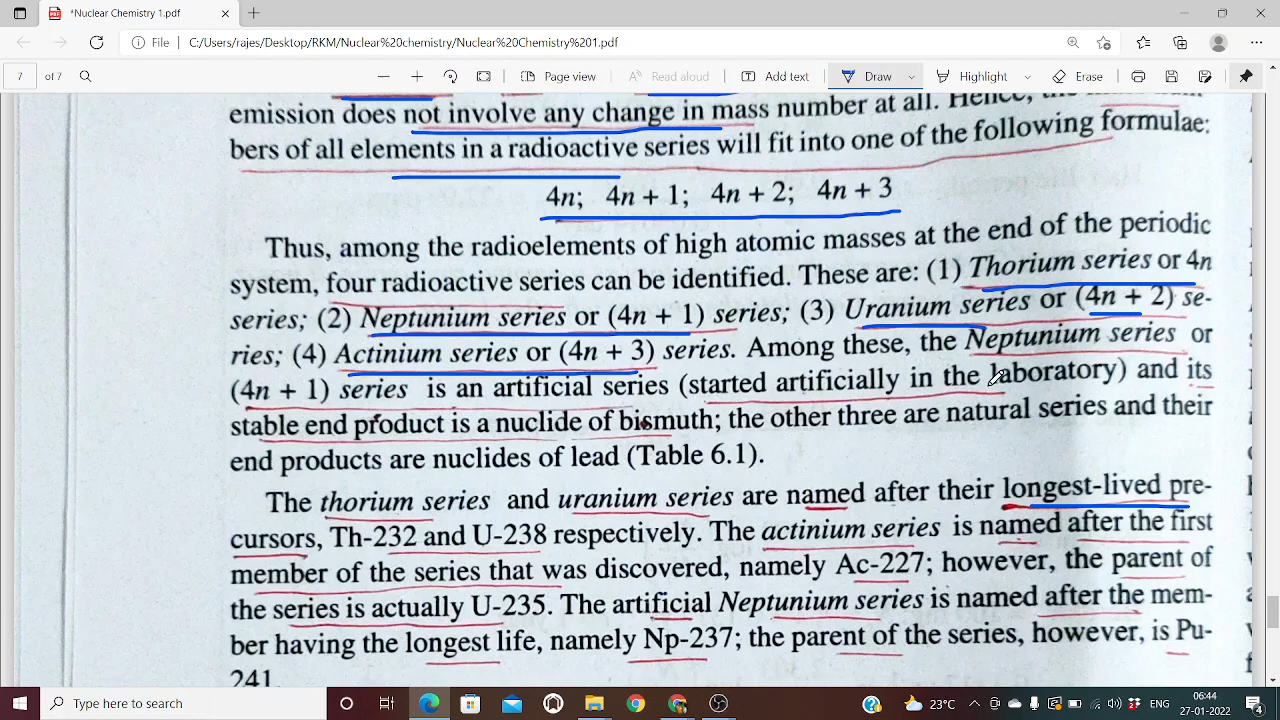 *Nuclear Chemistry 1.pdf
File | C:/Users/rajes/Desktop/RKM/Nuclear%20chemistry/Nuclear%20Chemistry%201.pdf
7 of 7 Page view Read aloud Add text Draw Highlight Erase
emission does not involve any change in mass number at all. Hence,
bers of all elements in a radioactive series will fit into one of the following formulae:
4n; 4n + 1; 4n + 2; 4n + 3
Thus, among the radioelements of high atomic masses at the end of the periodic
system, four radioactive series can be identified. These are: (1) Thorium series or 4n
series; (2) Neptunium series or (4n + 1) series; (3) Uranium series or (4n + 2) se-
ries; (4) Actinium series or (4n + 3) series. Among these, the Neptunium series or
(4n + 1) series is an artificial series (started artificially in the laboratory) and its
stable end product is a nuclide of bismuth; the other three are natural series and their
end products are nuclides of lead (Table 6.1).
The thorium series and uranium series are named after their longest-lived pre-
cursors, Th-232 and U-238 respectively. The actinium series is named after the first
member of the series that was discovered, namely Ac-227; however, the parent of
the series is actually U-235. The artificial Neptunium series is named after the mem-
ber having the longest life, namely Np-237; the parent of the series, however, is Pu-
241
Type here to search
23°C ENG 06:44
27-01-2022